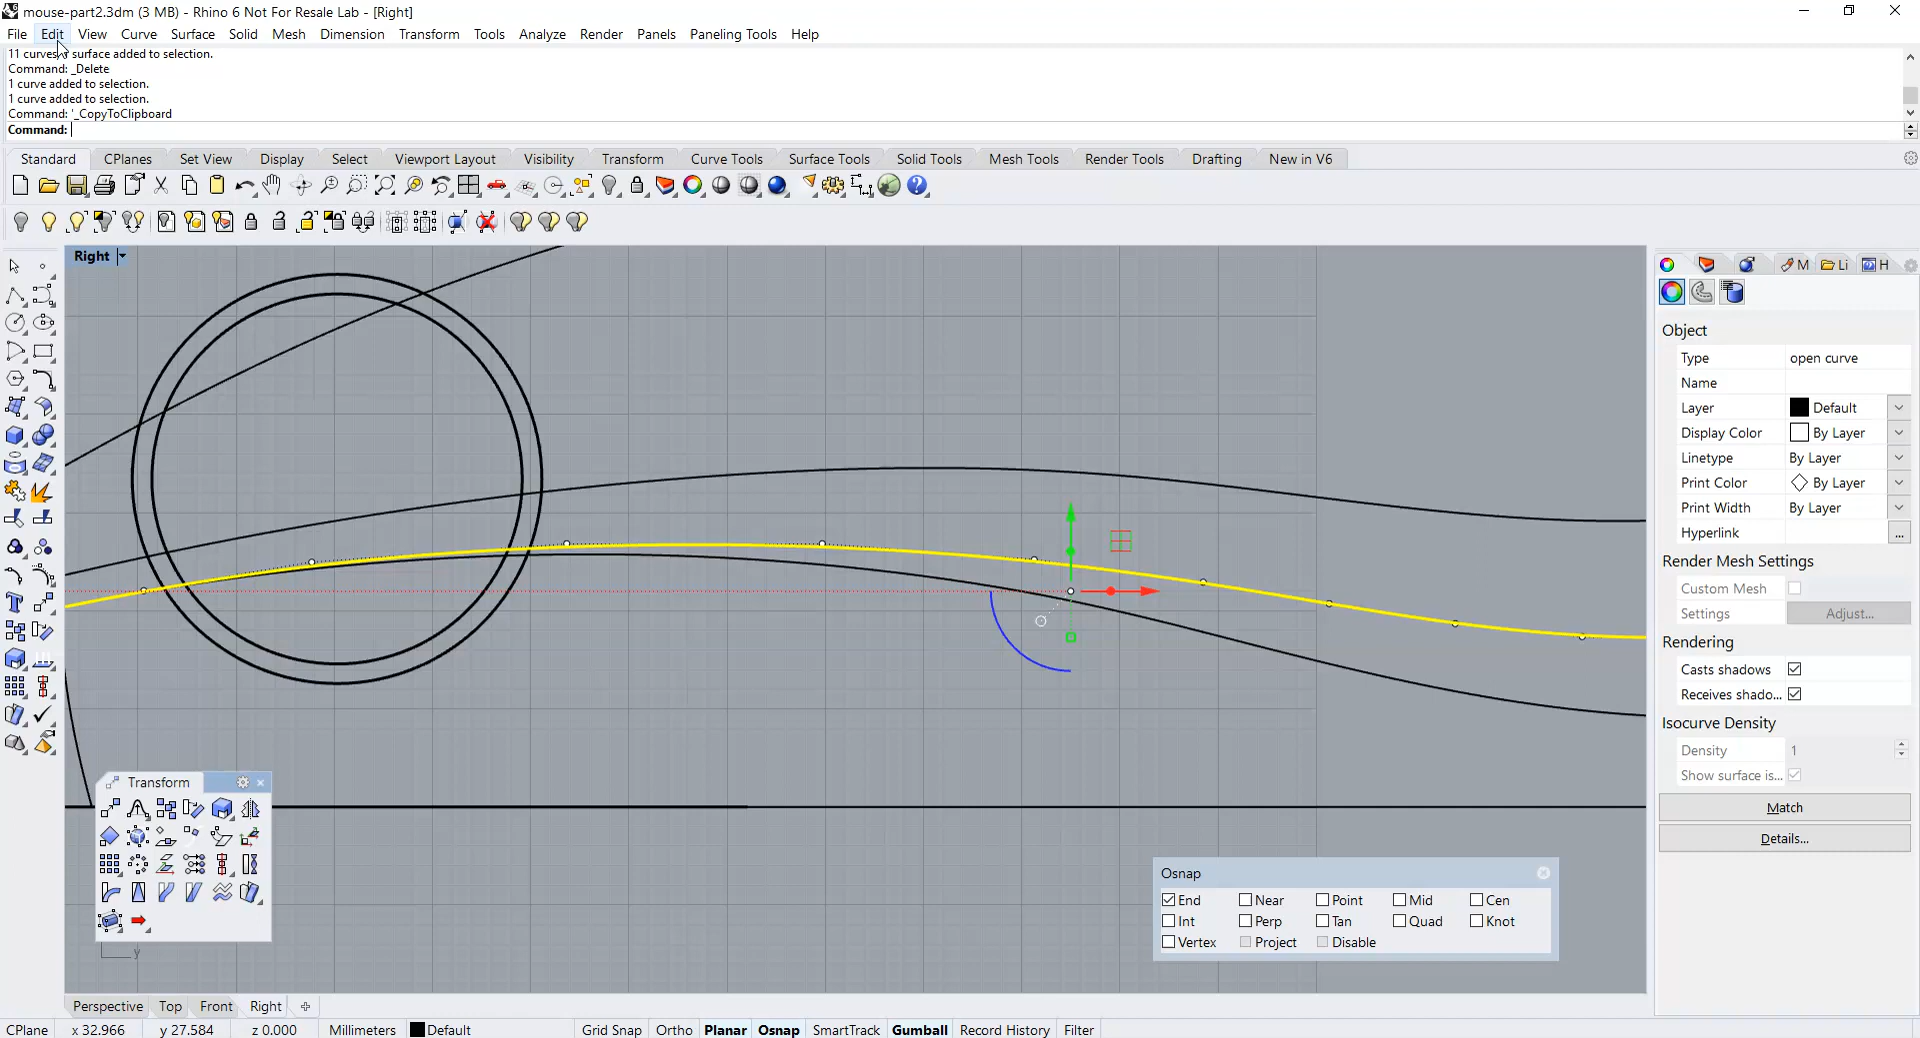 mouse-part2.3dm (3 MB) - Rhino 6 Not For Resale Lab - [Right]
File Edit View Curve Surface Solid Mesh Dimension Transform Tools Analyze Render Panels Paneling Tools Help
surface added to selection.
Command: _Delete
1 curve added to selection.
1 curve added to selection.
Command: '_CopyToClipboard
Command:
Standard CPlanes Set View Display Select Viewport Layout Visibility Transform Curve Tools Surface Tools Solid Tools Mesh Tools Render Tools Drafting New in V6
Right
M Li H
Object
Type open curve
Name
Layer Default
Display Color By Layer
Linetype By Layer
Print Color By Layer
Print Width By Layer
Hyperlink ...
Render Mesh Settings
Custom Mesh
Settings Adjust...
Rendering
Casts shadows
Receives shado...
Isocurve Density
Density 1
Show surface is...
Match
Details...
Transform
y
Osnap
End Near Point Mid Cen
Int Perp Tan Quad Knot
Vertex Project Disable
Perspective Top Front Right
CPlane x 32.966 y 27.584 z 0.000 Millimeters Default Grid Snap Ortho Planar Osnap SmartTrack Gumball Record History Filter